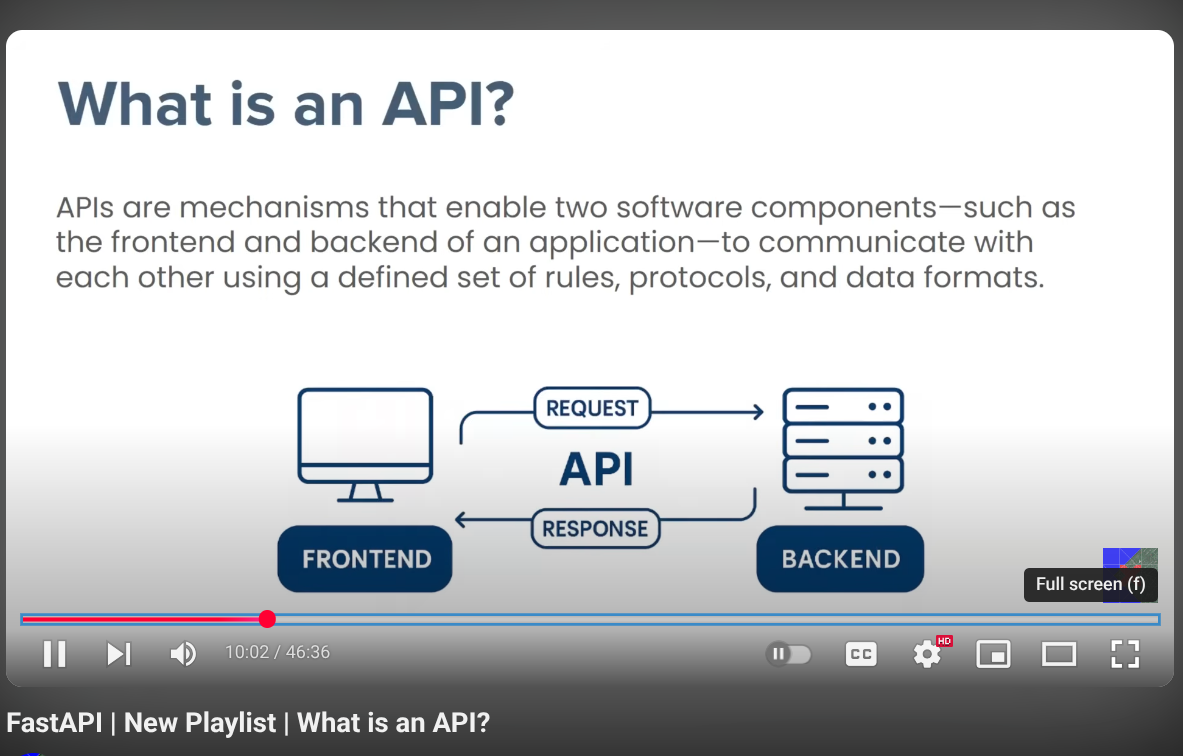 What is an API?
APIs are mechanisms that enable two software components—such as
the frontend and backend of an application—to communicate with
each other using a defined set of rules, protocols, and data formats.
REQUEST
API
RESPONSE
FRONTEND
BACKEND
Full screen (f)
10:02 / 46:36
CC
HD
FastAPI | New Playlist | What is an API?